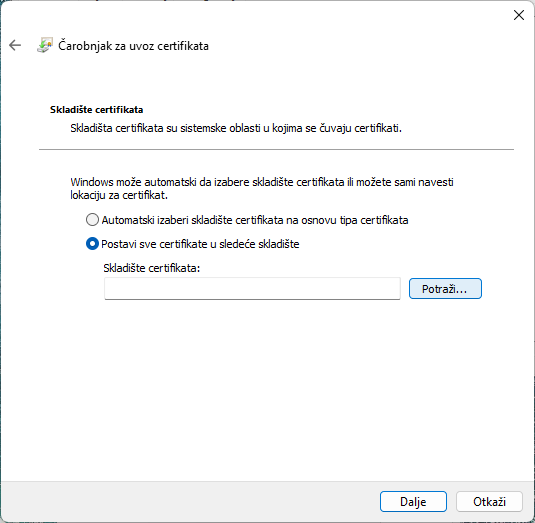 Čarobnjak za uvoz certifikata
Skladište certifikata
Skladišta certifikata su sistemske oblasti u kojima se čuvaju certifikati.
Windows može automatski da izabere skladište certifikata ili možete sami navesti
lokaciju za certifikat.
Automatski izaberi skladište certifikata na osnovu tipa certifikata
Postavi sve certifikate u sledeće skladište
Skladište certifikata:
Potraži...
Dalje
Otkaži